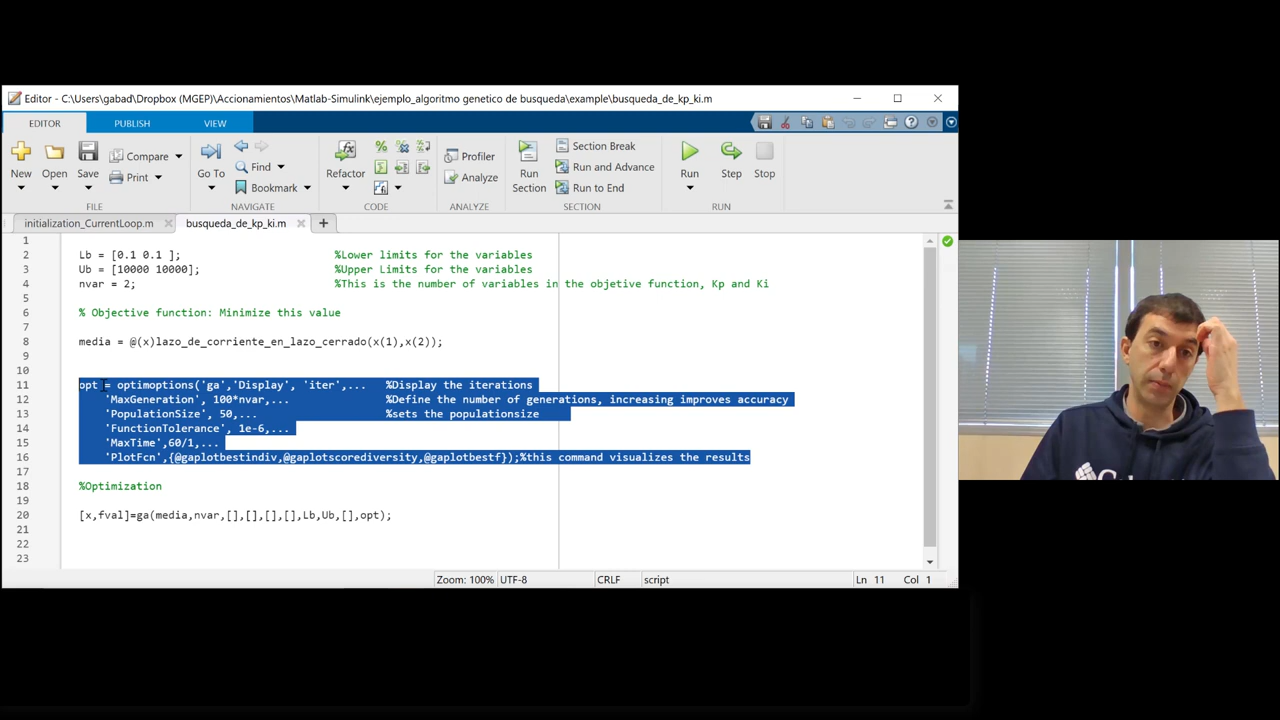 Editor - C:\Users\gabad\Dropbox (MGEP)\Accionamientos\Matlab-Simulink\ejemplo_algoritmo genetico de busqueda\example\busqueda_de_kp_ki.m
EDITOR PUBLISH VIEW
New Open Save Compare Print Go To Find Bookmark Refactor Profiler Analyze Run Section Section Break Run and Advance Run to End Run Step Stop
FILE NAVIGATE CODE ANALYZE SECTION RUN
initialization_CurrentLoop.m busqueda_de_kp_ki.m
1
2 Lb = [0.1 0.1 ]; %Lower limits for the variables
3 Ub = [10000 10000]; %Upper Limits for the variables
4 nvar = 2; %This is the number of variables in the objetive function, Kp and Ki
5
6 % Objective function: Minimize this value
7
8 media = @(x)lazo_de_corriente_en_lazo_cerrado(x(1),x(2));
9
10
11 opt = optimoptions('ga','Display', 'iter',... %Display the iterations
12 'MaxGeneration', 100*nvar,... %Define the number of generations, increasing improves accuracy
13 'PopulationSize', 50,... %sets the populationsize
14 'FunctionTolerance', 1e-6,...
15 'MaxTime',60/1,...
16 'PlotFcn',{@gaplotbestindiv,@gaplotscorediversity,@gaplotbestf});%this command visualizes the results
17
18 %Optimization
19
20 [x,fval]=ga(media,nvar,[],[],[],[],Lb,Ub,[],opt);
21
22
23
Zoom: 100% UTF-8 CRLF script Ln 11 Col 1